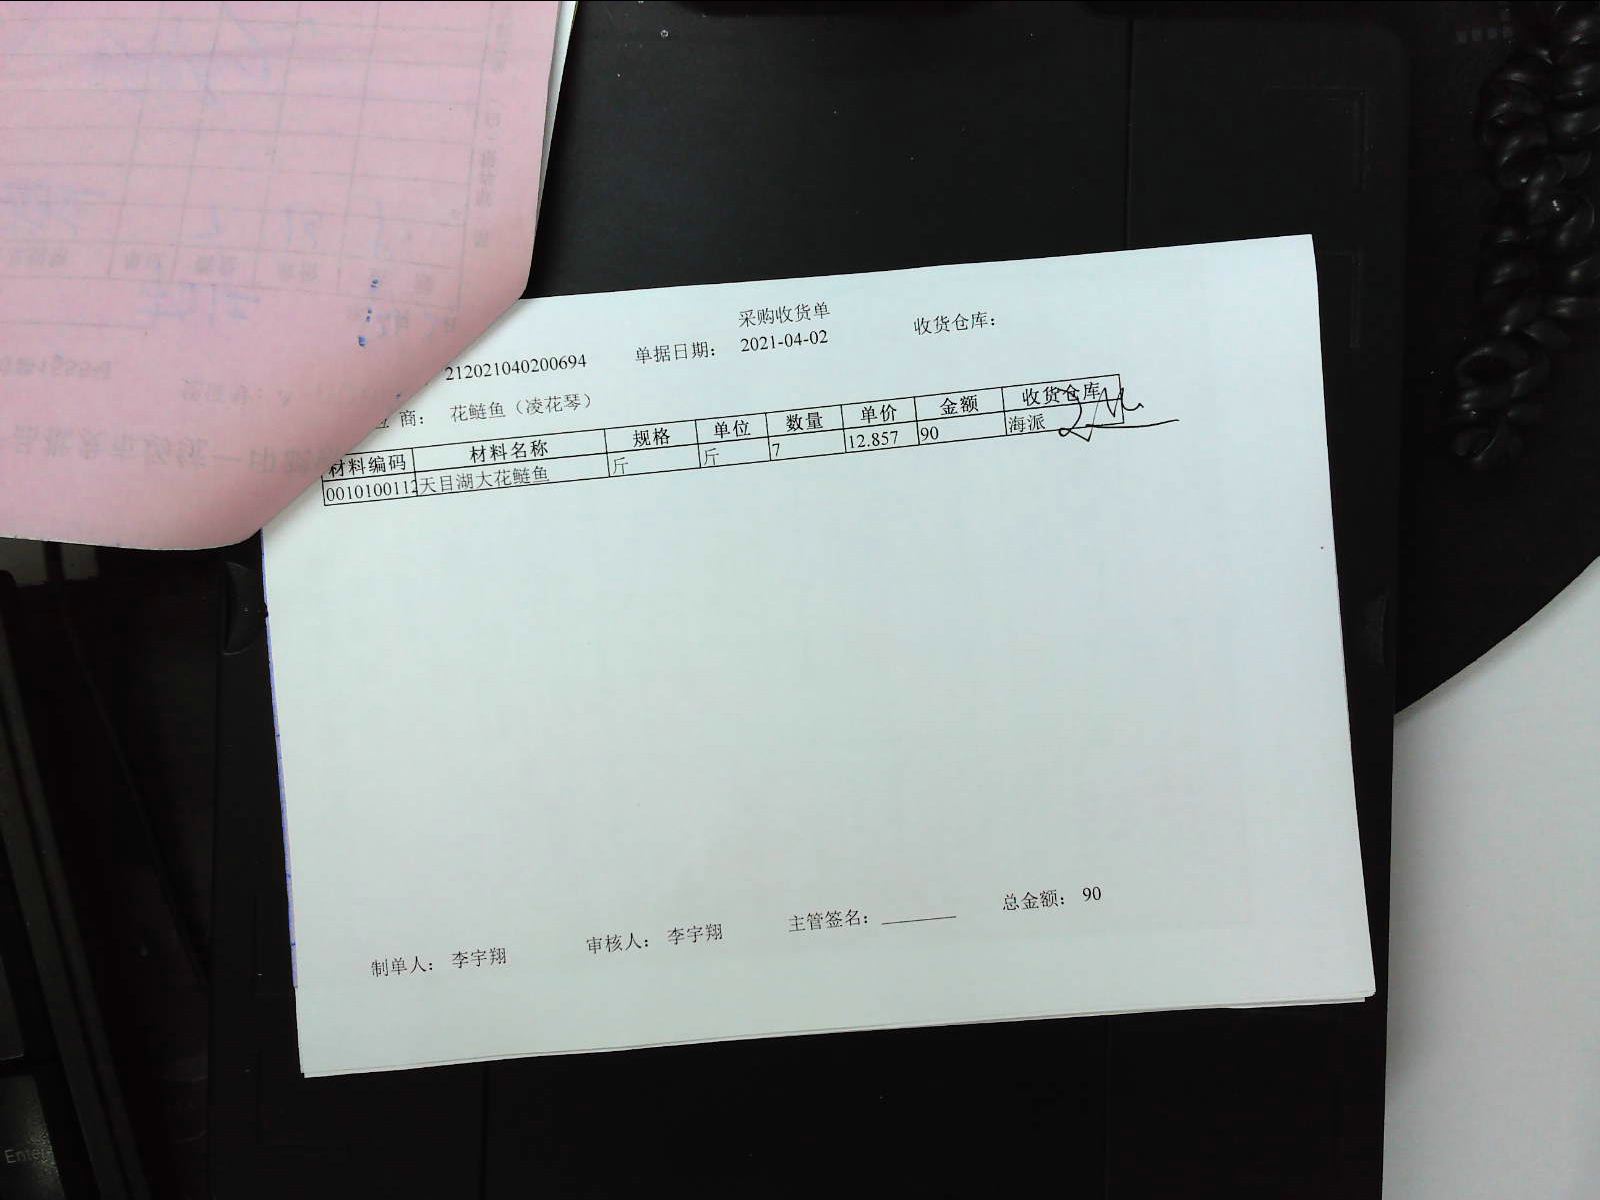 采购收货单
212021040200694 单据日期： 2021-04-02 收货仓库：
商： 花鲢鱼（凌花琴）
材料编码 材料名称 规格 单位 数量 单价 金额 收货仓库
0010100112 天目湖大花鲢鱼 斤 斤 7 12.857 90 海派
制单人： 李宇翔 审核人： 李宇翔 主管签名： 总金额： 90
Enter